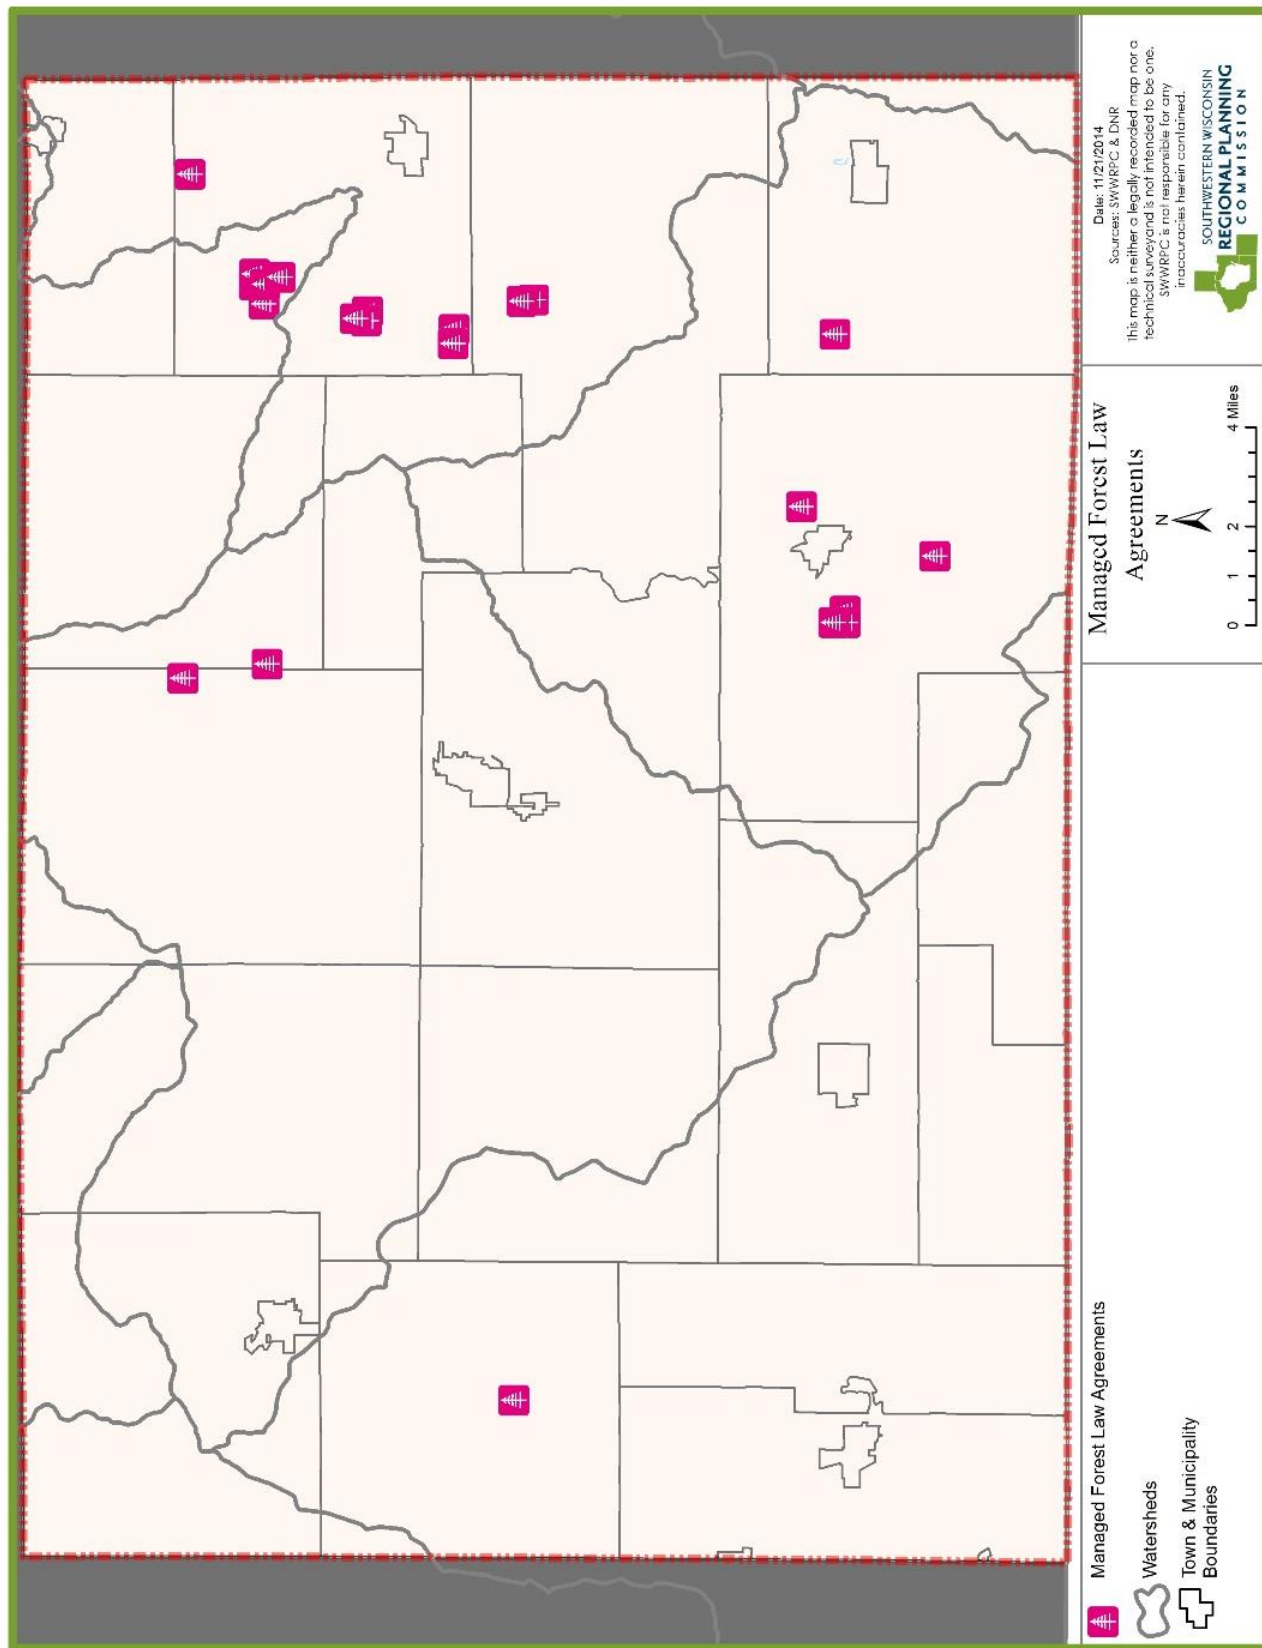 Managed Forest Law Agreements
Watersheds
Town & Municipality
Boundaries
Managed Forest Law
Agreements
N
0 1 2 4 Miles
Date: 11/21/2014
Sources: SWWRPC & DNR
This map is neither a legally recorded map nor a
technical surveyand is not intended to be one.
SWWRPC is not responsible for any
inaccuracies herein contained.
SOUTHWESTERN WISCONSIN
REGIONAL PLANNING
COMMISSION